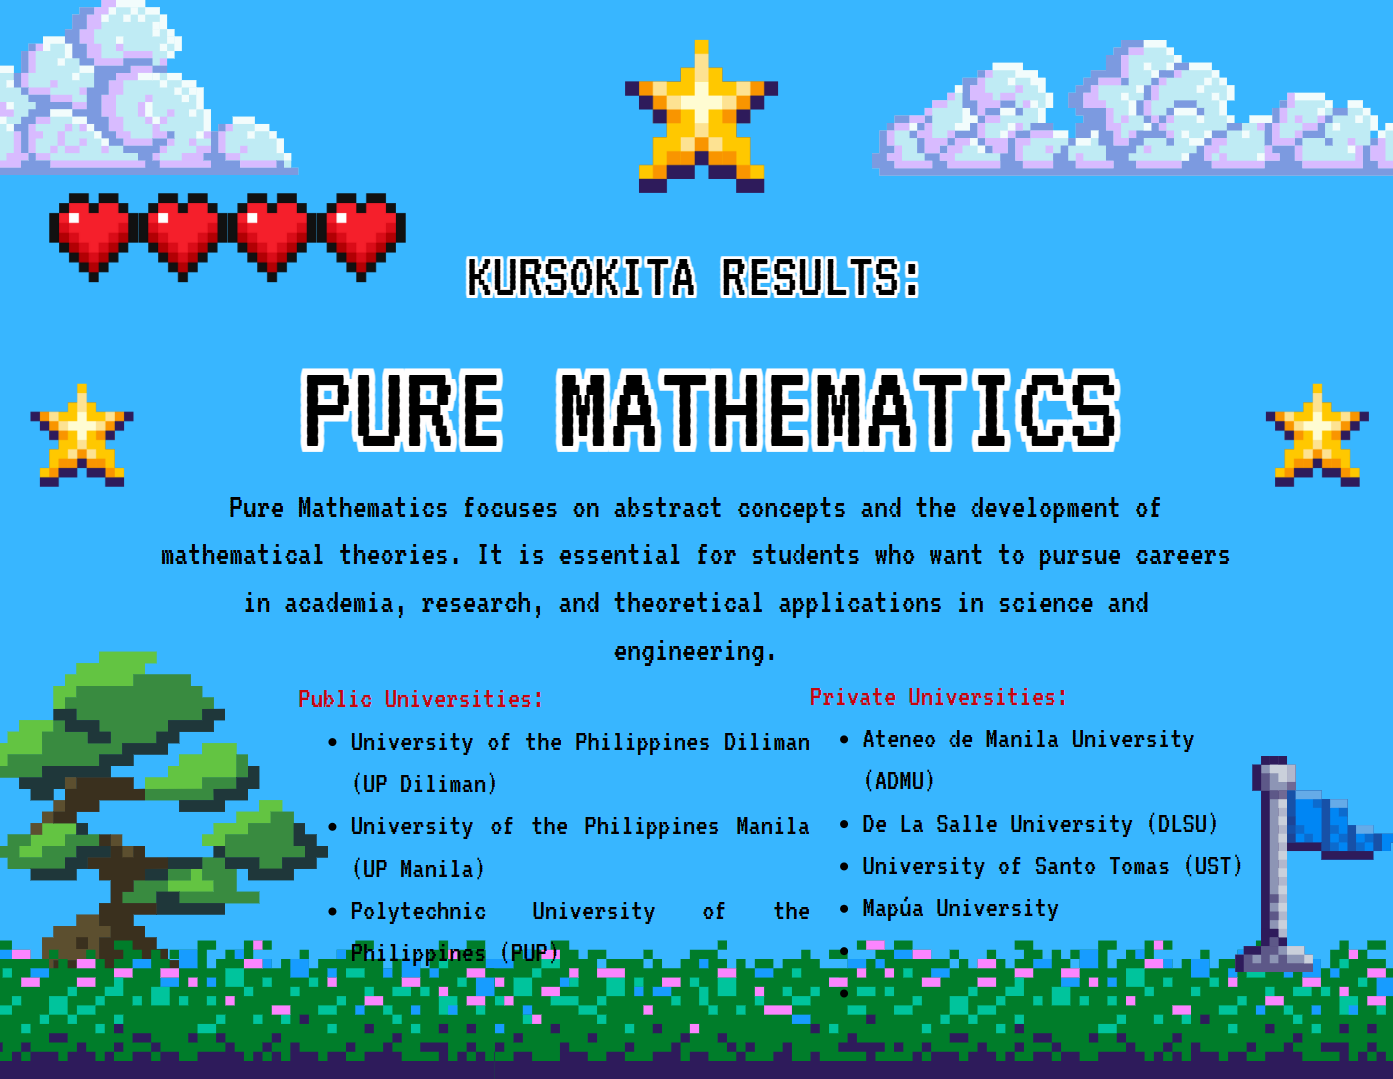 KURSOKITA RESULTS:
PURE MATHEMATICS
Pure Mathematics focuses on abstract concepts and the development of
mathematical theories. It is essential for students who want to pursue careers
in academia, research, and theoretical applications in science and
engineering.
Public Universities:
• University of the Philippines Diliman
(UP Diliman)
• University of the Philippines Manila
(UP Manila)
• Polytechnic University of the
Philippines (PUP)
Private Universities:
• Ateneo de Manila University
(ADMU)
• De La Salle University (DLSU)
• University of Santo Tomas (UST)
• Mapúa University
•
•